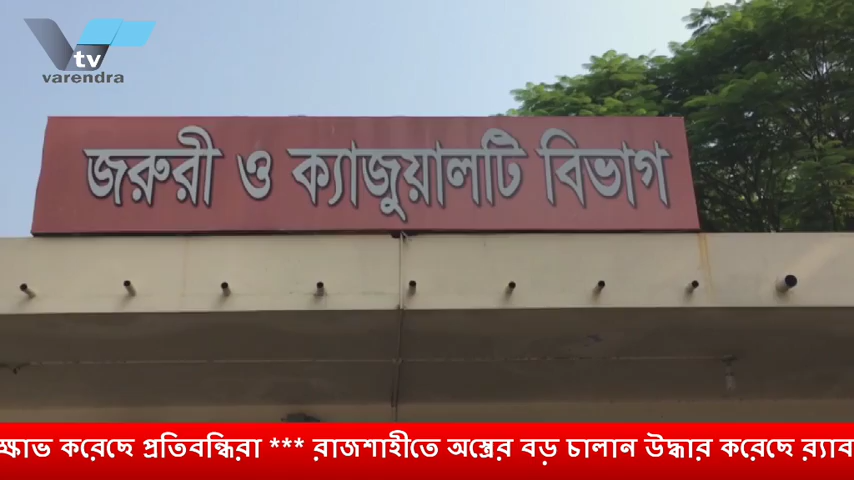 tv
varendra
জরুরী ও ক্যাজুয়ালটি বিভাগ
ক্ষোভ করেছে প্রতিবন্ধিরা *** রাজশাহীতে অস্ত্রের বড় চালান উদ্ধার করেছে র‍্যাব